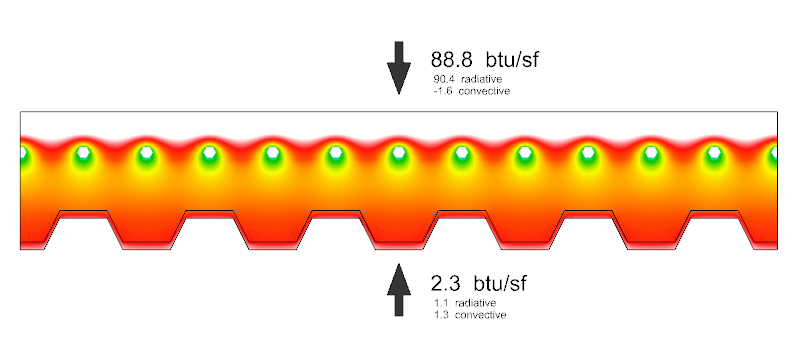 88.8 btu/sf
90.4 radiative
-1.6 convective
2.3 btu/sf
1.1 radiative
1.3 convective